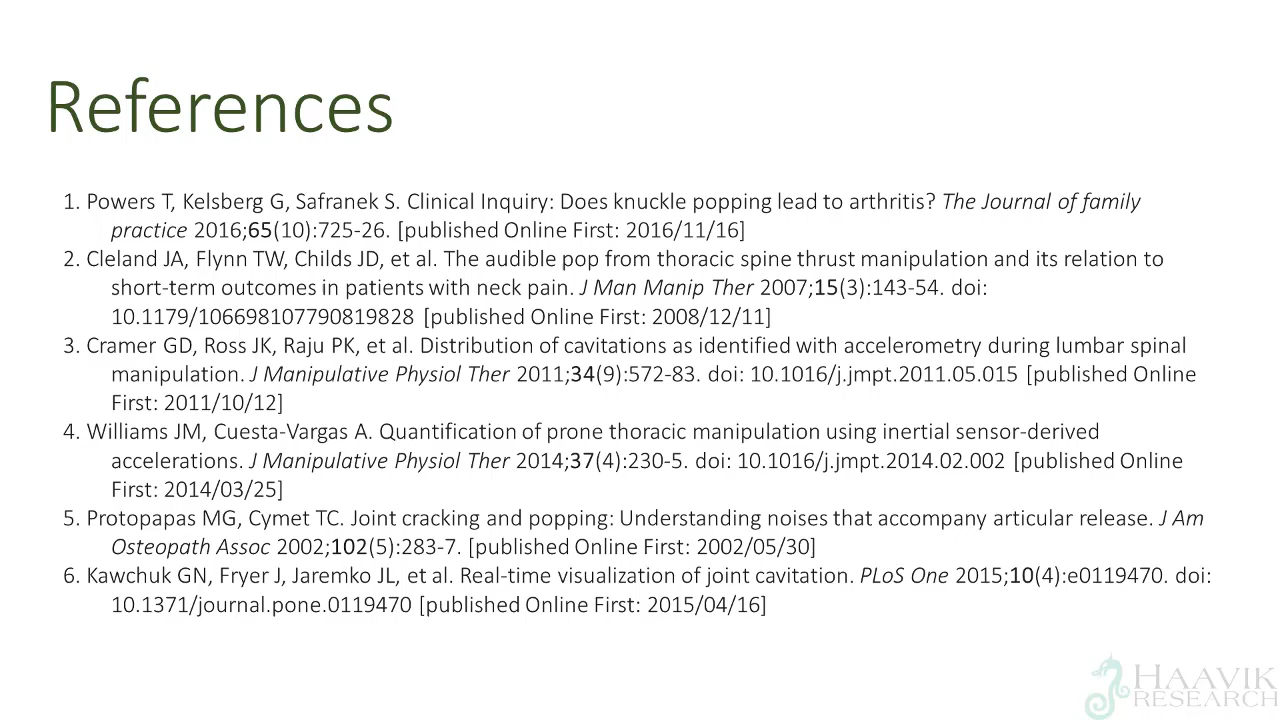 References
1. Powers T, Kelsberg G, Safranek S. Clinical Inquiry: Does knuckle popping lead to arthritis? The Journal of family
practice 2016;65(10):725-26. [published Online First: 2016/11/16]
2. Cleland JA, Flynn TW, Childs JD, et al. The audible pop from thoracic spine thrust manipulation and its relation to
short-term outcomes in patients with neck pain. J Man Manip Ther 2007;15(3):143-54. doi:
10.1179/106698107790819828 [published Online First: 2008/12/11]
3. Cramer GD, Ross JK, Raju PK, et al. Distribution of cavitations as identified with accelerometry during lumbar spinal
manipulation. J Manipulative Physiol Ther 2011;34(9):572-83. doi: 10.1016/j.jmpt.2011.05.015 [published Online
First: 2011/10/12]
4. Williams JM, Cuesta-Vargas A. Quantification of prone thoracic manipulation using inertial sensor-derived
accelerations. J Manipulative Physiol Ther 2014;37(4):230-5. doi: 10.1016/j.jmpt.2014.02.002 [published Online
First: 2014/03/25]
5. Protopapas MG, Cymet TC. Joint cracking and popping: Understanding noises that accompany articular release. J Am
Osteopath Assoc 2002;102(5):283-7. [published Online First: 2002/05/30]
6. Kawchuk GN, Fryer J, Jaremko JL, et al. Real-time visualization of joint cavitation. PLoS One 2015;10(4):e0119470. doi:
10.1371/journal.pone.0119470 [published Online First: 2015/04/16]
HAAVIK
RESEARCH